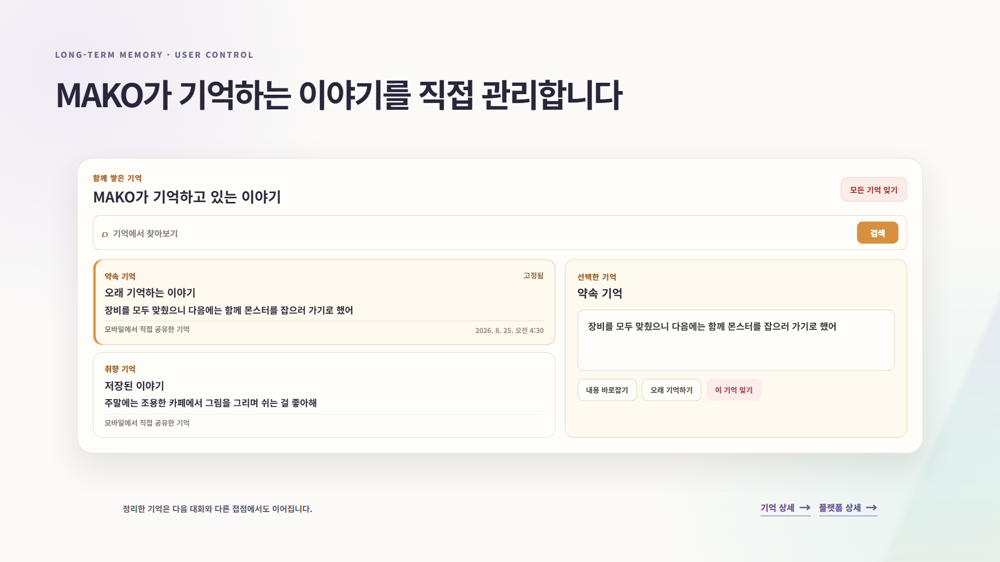 LONG-TERM MEMORY · USER CONTROL
MAKO가 기억하는 이야기를 직접 관리합니다
함께 쌓은 기억
MAKO가 기억하고 있는 이야기
모든 기억 잊기
기억에서 찾아보기
검색
약속 기억
고정됨
오래 기억하는 이야기
장비를 모두 맞췄으니 다음에는 함께 몬스터를 잡으러 가기로 했어
모바일에서 직접 공유한 기억
2026. 8. 25. 오전 4:30
취향 기억
저장된 이야기
주말에는 조용한 카페에서 그림을 그리며 쉬는 걸 좋아해
모바일에서 직접 공유한 기억
선택한 기억
약속 기억
장비를 모두 맞췄으니 다음에는 함께 몬스터를 잡으러 가기로 했어
내용 바로잡기
오래 기억하기
이 기억 잊기
정리한 기억은 다음 대화와 다른 접점에서도 이어집니다.
기억 상세 →
플랫폼 상세 →